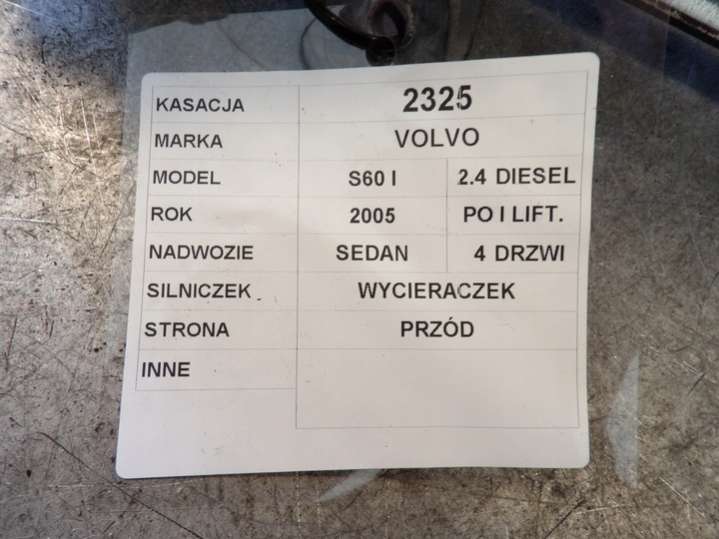 KASACJA 2325
MARKA VOLVO
MODEL S60 I 2.4 DIESEL
ROK 2005 PO I LIFT.
NADWOZIE SEDAN 4 DRZWI
SILNICZEK WYCIERACZEK
STRONA PRZÓD
INNE